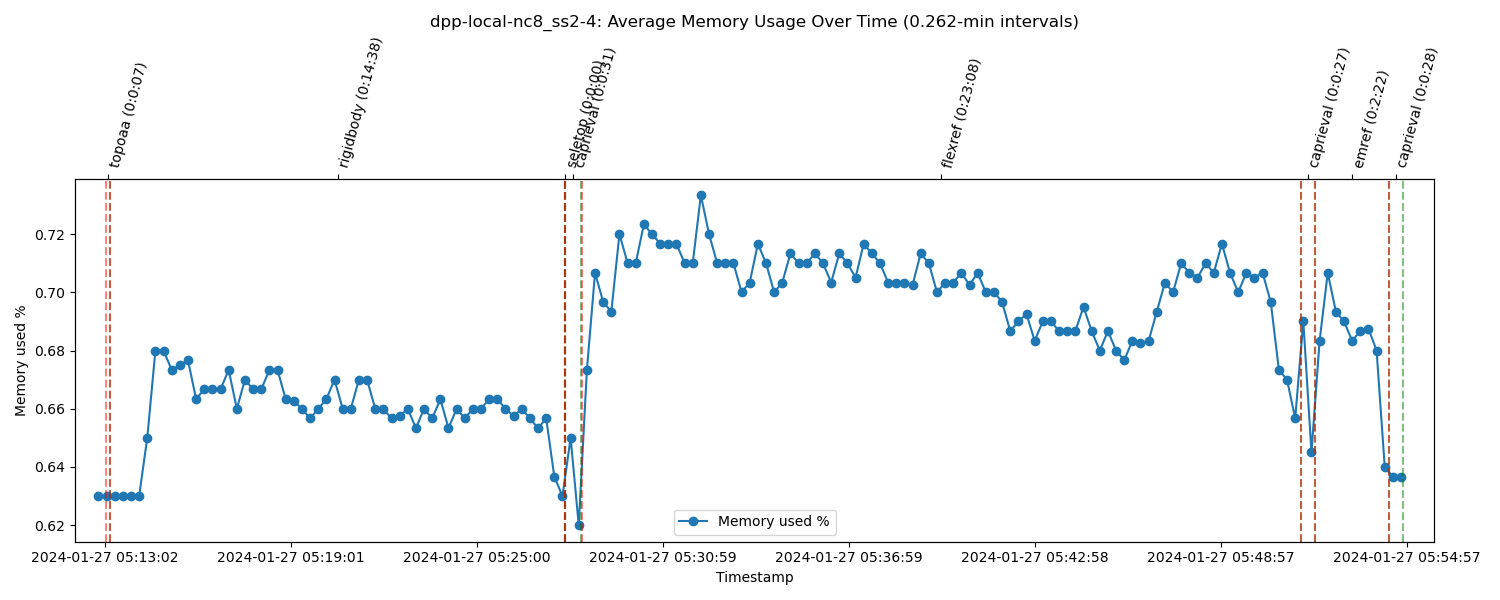 dpp-local-nc8_ss2-4: Average Memory Usage Over Time (0.262-min intervals)
topoaa (0:0:07)
rigidbody (0:14:38)
seletop (0:0:00)
caprieval (0:0:31)
flexref (0:23:08)
caprieval (0:0:27)
emref (0:2:22)
caprieval (0:0:28)
Memory used %
0.72
0.70
0.68
0.66
0.64
0.62
Memory used %
2024-01-27 05:13:02
2024-01-27 05:19:01
2024-01-27 05:25:00
2024-01-27 05:30:59
2024-01-27 05:36:59
2024-01-27 05:42:58
2024-01-27 05:48:57
2024-01-27 05:54:57
Timestamp